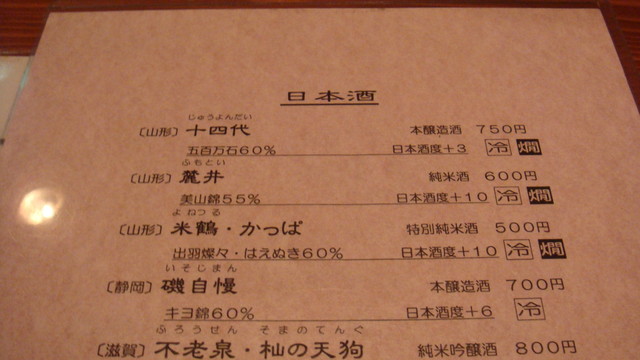 日本酒
じゅうよんだい
〔山形〕 十四代 本醸造酒 750円
五百万石60% 日本酒度+3 冷 燗
ふもとい
〔山形〕 麓井 純米酒 600円
美山錦55% 日本酒度+10 冷 燗
よねつる
〔山形〕 米鶴・かっぱ 特別純米酒 500円
出羽燦々・はえぬき60% 日本酒度+10 冷 燗
いそじまん
〔静岡〕 磯自慢 本醸造酒 700円
キヨ錦60% 日本酒度+6 冷
ふろうせん そまのてんぐ
〔滋賀〕 不老泉・杣の天狗 純米吟醸酒 800円